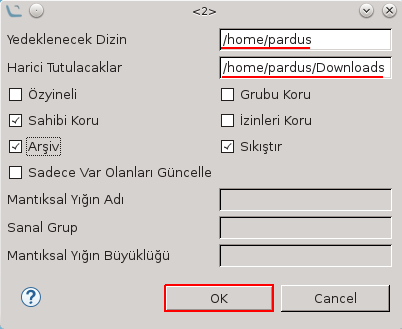 <2>
Yedeklenecek Dizin /home/pardus
Harici Tutulacaklar /home/pardus/Downloads
Özyineli Grubu Koru
Sahibi Koru İzinleri Koru
Arşiv Sıkıştır
Sadece Var Olanları Güncelle
Mantıksal Yığın Adı
Sanal Grup
Mantıksal Yığın Büyüklüğü
? OK Cancel